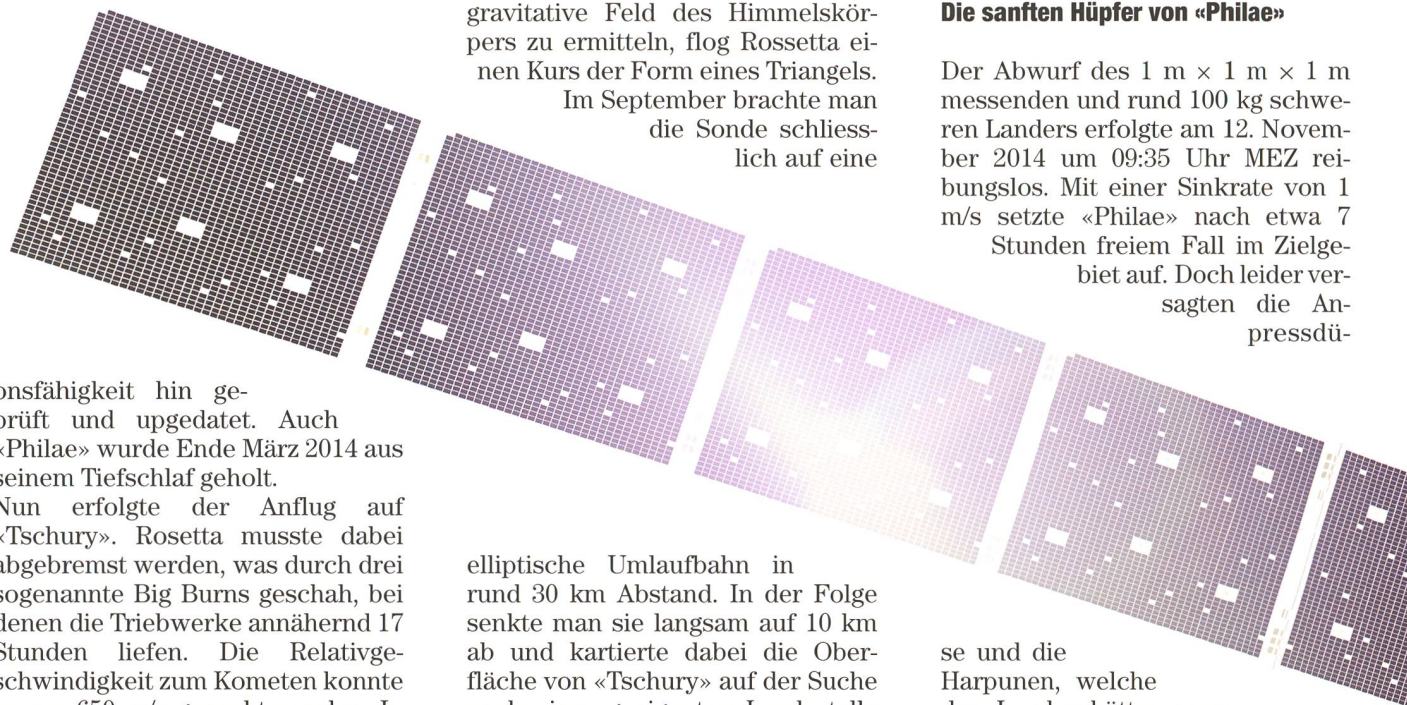 onsfähigkeit hin ge-
prüft und upgedatet. Auch
«Philae» wurde Ende März 2014 aus
seinem Tiefschlaf geholt.
Nun erfolgte der Anflug auf
«Tschury». Rosetta musste dabei
abgebremst werden, was durch drei
sogenannte Big Burns geschah, bei
denen die Triebwerke annähernd 17
Stunden liefen. Die Relativge-
schwindigkeit zum Kometen konnte
gravitative Feld des Himmelskör-
pers zu ermitteln, flog Rossetta ei-
nen Kurs der Form eines Triangels.
Im September brachte man
die Sonde schliess-
lich auf eine
elliptische Umlaufbahn in
rund 30 km Abstand. In der Folge
senkte man sie langsam auf 10 km
ab und kartierte dabei die Ober-
fläche von «Tschury» auf der Suche
Die sanften Hüpfer von «Philae»
Der Abwurf des 1 m × 1 m × 1 m
messenden und rund 100 kg schwe-
ren Landers erfolgte am 12. Novem-
ber 2014 um 09:35 Uhr MEZ rei-
bungslos. Mit einer Sinkrate von 1
m/s setzte «Philae» nach etwa 7
Stunden freiem Fall im Zielge-
biet auf. Doch leider ver-
sagten die An-
pressdü-
se und die
Harpunen, welche